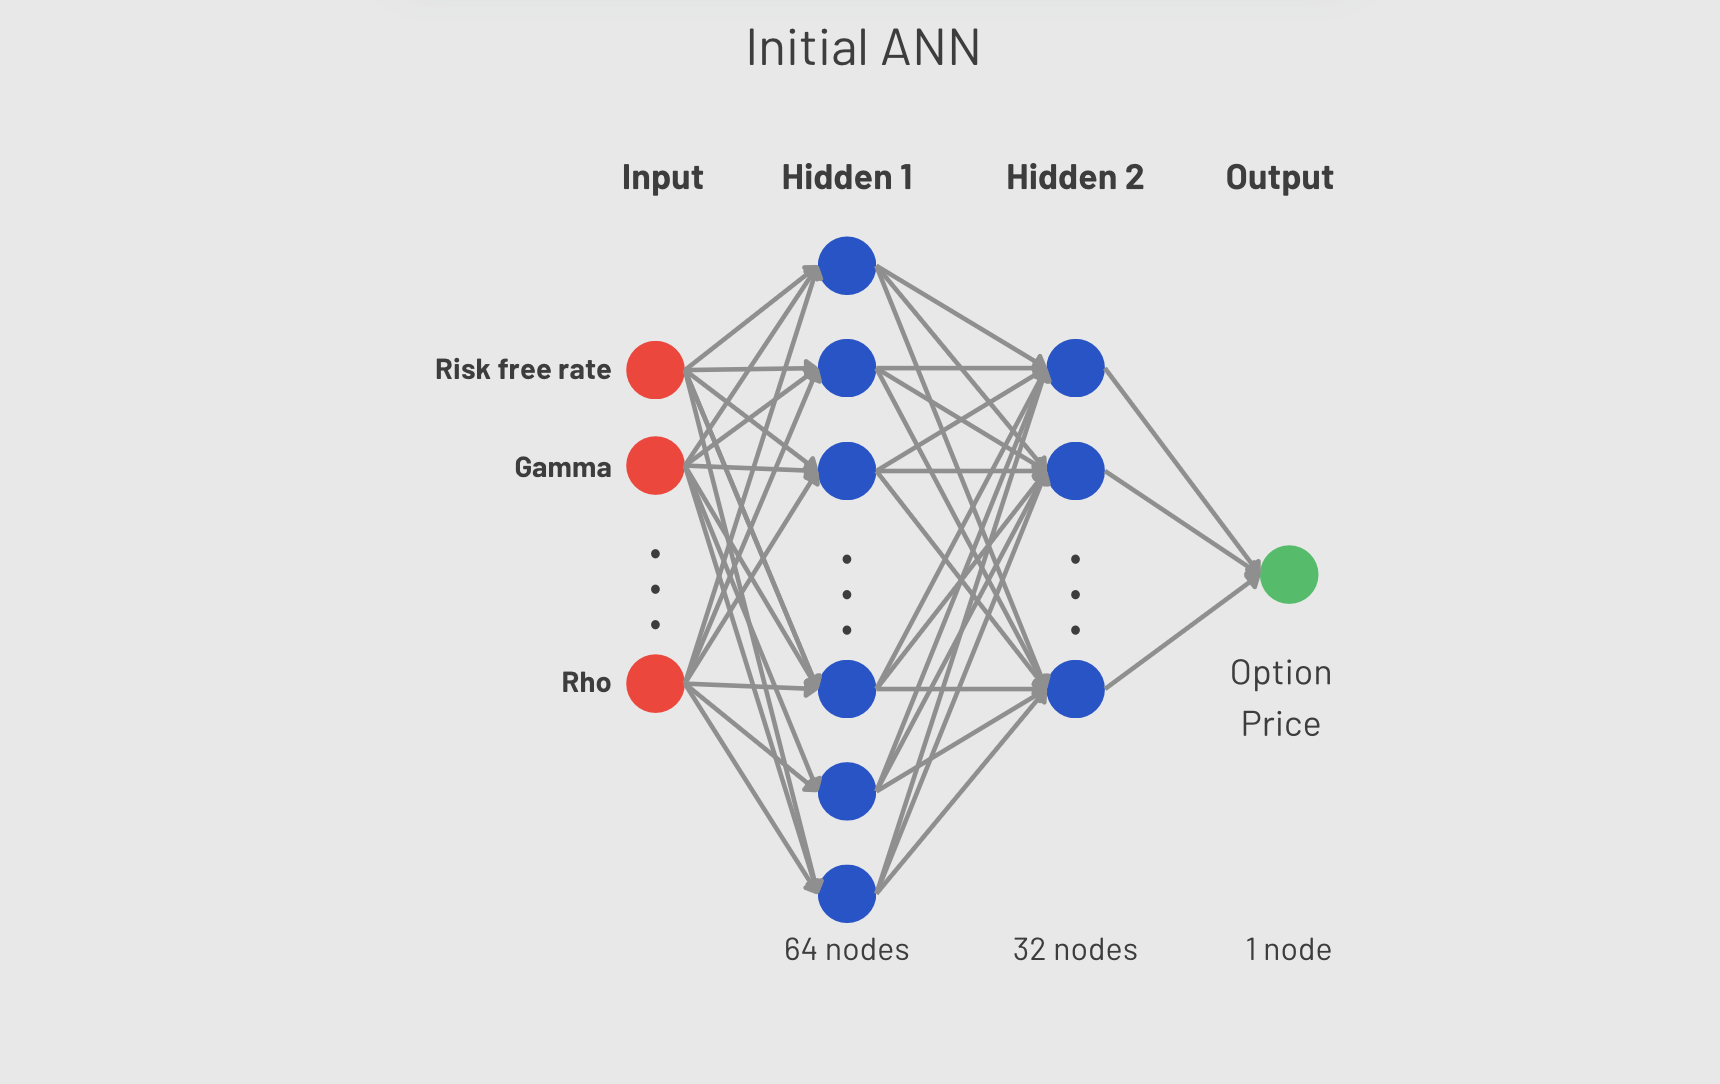 Initial ANN
Input
Hidden 1
Hidden 2
Output
Risk free rate
Gamma
Rho
Option
Price
64 nodes
32 nodes
1 node